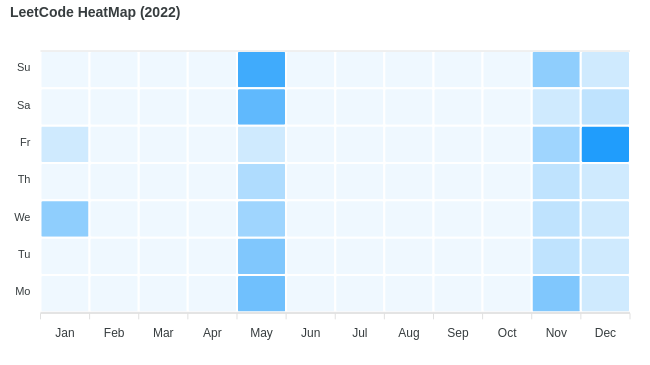 LeetCode HeatMap (2022)
Su
Sa
Fr
Th
We
Tu
Mo
Jan Feb Mar Apr May Jun Jul Aug Sep Oct Nov Dec